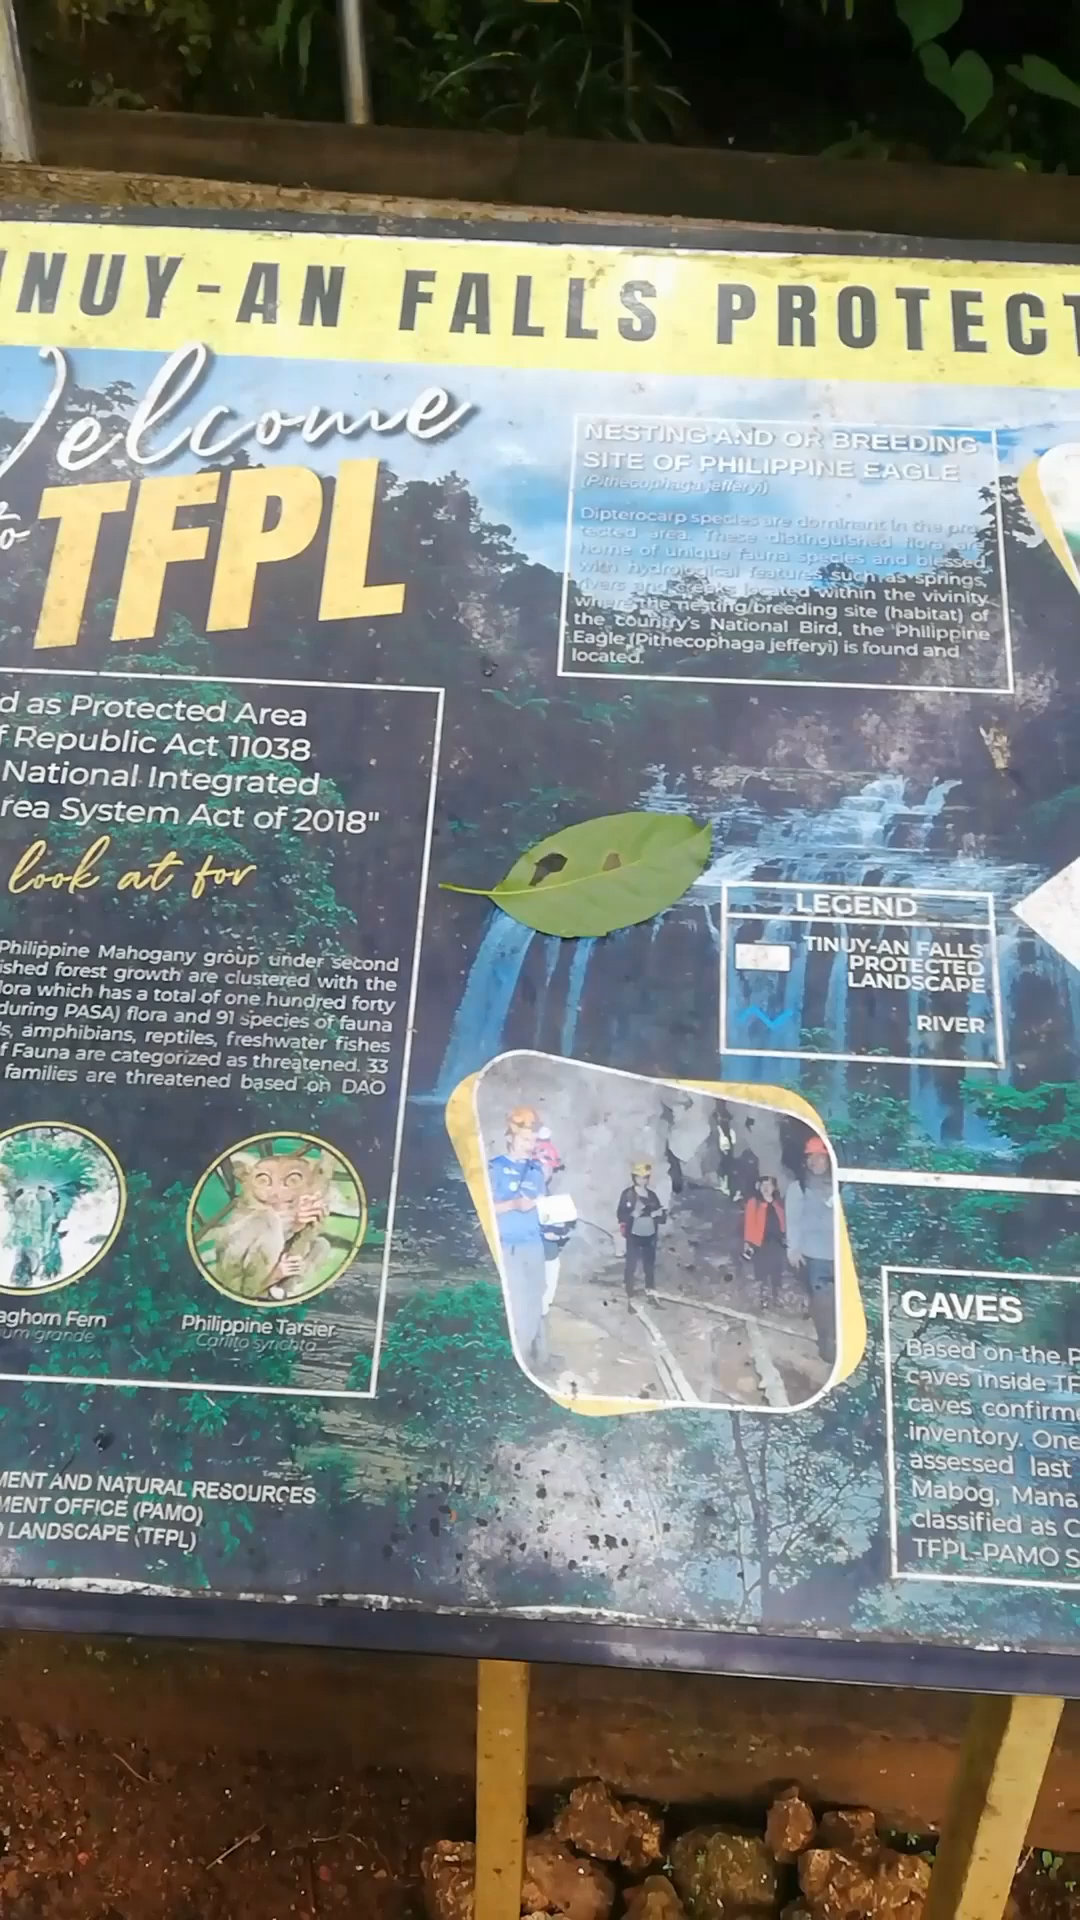 INUY-AN FALLS PROTECT
Welcome
to
TFPL
NESTING AND OR BREEDING
SITE OF PHILIPPINE EAGLE
(Pithecophaga jefferyi)
Dipterocarp species are dominant in the pro-
tected area. These distinguished flora are
home of unique fauna species and blessed
with hydrological features such as springs,
rivers and creeks located within the vivinity
where the nesting/breeding site (habitat) of
the country's National Bird, the Philippine
Eagle (Pithecophaga jefferyi) is found and
located.
d as Protected Area
f Republic Act 11038
National Integrated
rea System Act of 2018"
look at for
Philippine Mahogany group under second
ished forest growth are clustered with the
lora which has a total of one hundred forty
during PASA) flora and 91 species of fauna
s, amphibians, reptiles, freshwater fishes
f Fauna are categorized as threatened. 33
families are threatened based on DAO
aghorn Fern
um grande
Philippine Tarsier
Carlito syrichta
LEGEND
TINUY-AN FALLS
PROTECTED
LANDSCAPE
RIVER
CAVES
Based on the P
caves inside TF
caves confirm
inventory. One
assessed last
Mabog, Mana
classified as C
TFPL-PAMO S
MENT AND NATURAL RESOURCES
MENT OFFICE (PAMO)
D LANDSCAPE (TFPL)